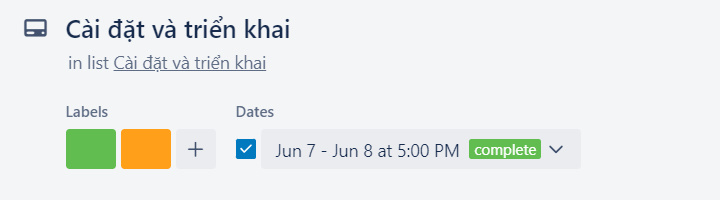 Cài đặt và triển khai
in list Cài đặt và triển khai
Labels
Dates
Jun 7 - Jun 8 at 5:00 PM complete